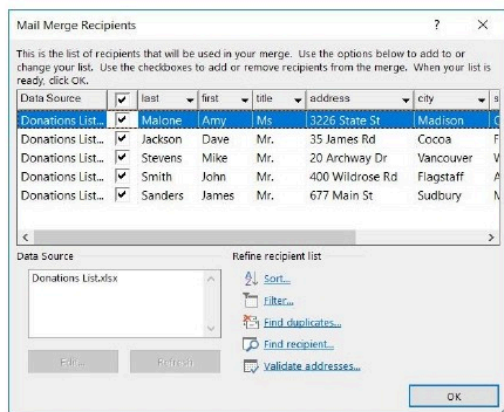 Mail Merge Recipients ? ×
This is the list of recipients that will be used in your merge. Use the options below to add to or
change your list. Use the checkboxes to add or remove recipients from the merge. When your list is
ready, click OK.
Data Source last first title address city s
Donations List... Malone Amy Ms 3226 State St Madison
Donations List... Jackson Dave Mr. 35 James Rd Cocoa F
Donations List... Stevens Mike Mr. 20 Archway Dr Vancouver
Donations List... Smith John Mr. 400 Wildrose Rd Flagstaff A
Donations List... Sanders James Mr. 677 Main St Sudbury
Data Source Refine recipient list
Donations List.xlsx
Sort...
Filter...
Find duplicates...
Find recipient...
Edit... Refresh
Validate addresses...
OK